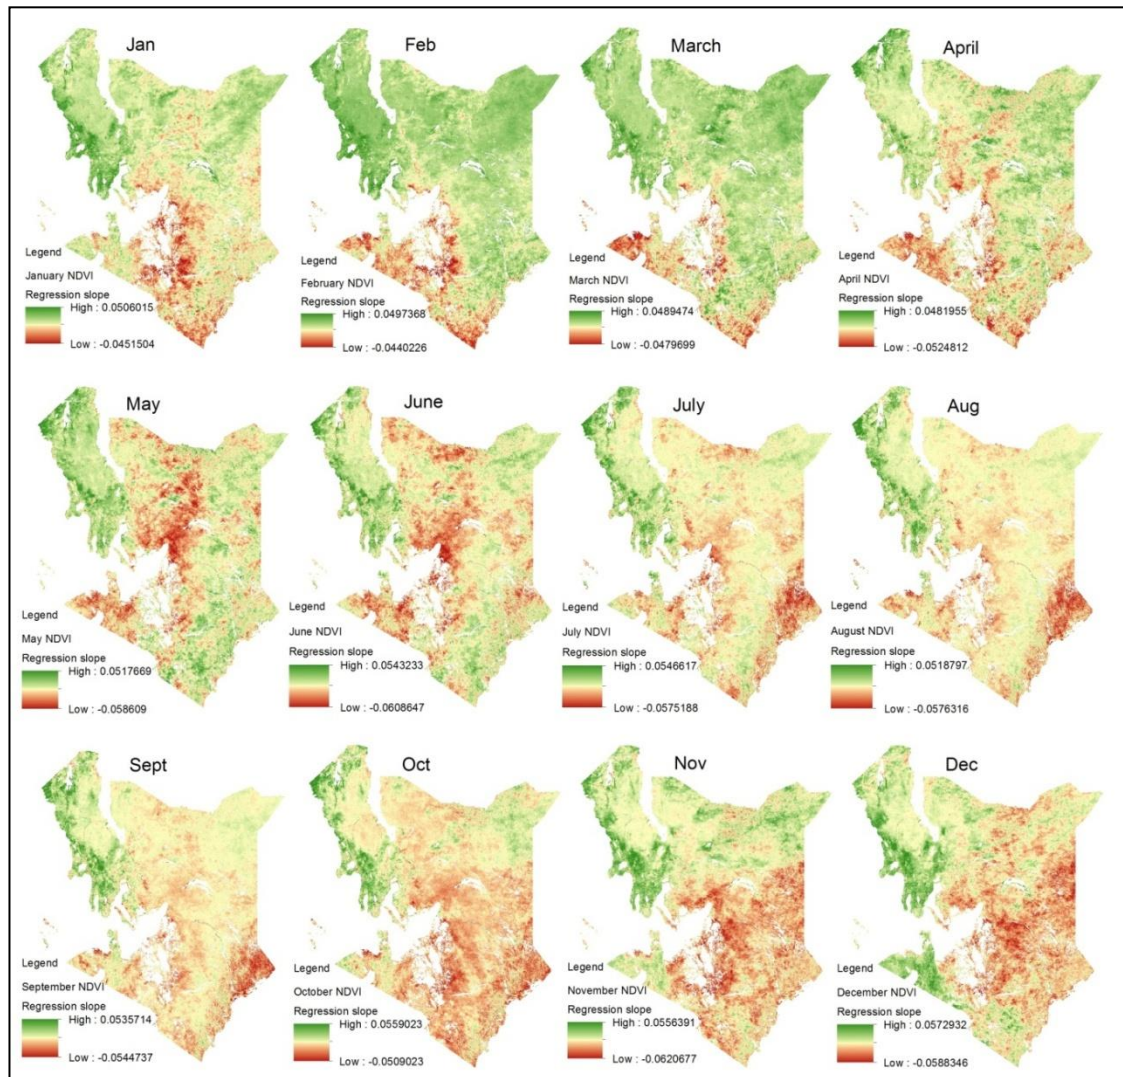 Jan
Legend
January NDVI
Regression slope
High : 0.0506015
Low : -0.0451504
Feb
Legend
February NDVI
Regression slope
High : 0.0497368
Low : -0.0440226
March
Legend
March NDVI
Regression slope
High : 0.0489474
Low : -0.0479699
April
Legend
April NDVI
Regression slope
High : 0.0481955
Low : -0.0524812
May
Legend
May NDVI
Regression slope
High : 0.0517669
Low : -0.058609
June
Legend
June NDVI
Regression slope
High : 0.0543233
Low : -0.0608647
July
Legend
July NDVI
Regression slope
High : 0.0546617
Low : -0.0575188
Aug
Legend
August NDVI
Regression slope
High : 0.0518797
Low : -0.0576316
Sept
Legend
September NDVI
Regression slope
High : 0.0535714
Low : -0.0544737
Oct
Legend
October NDVI
Regression slope
High : 0.0559023
Low : -0.0509023
Nov
Legend
November NDVI
Regression slope
High : 0.0556391
Low : -0.0620677
Dec
Legend
December NDVI
Regression slope
High : 0.0572932
Low : -0.0588346